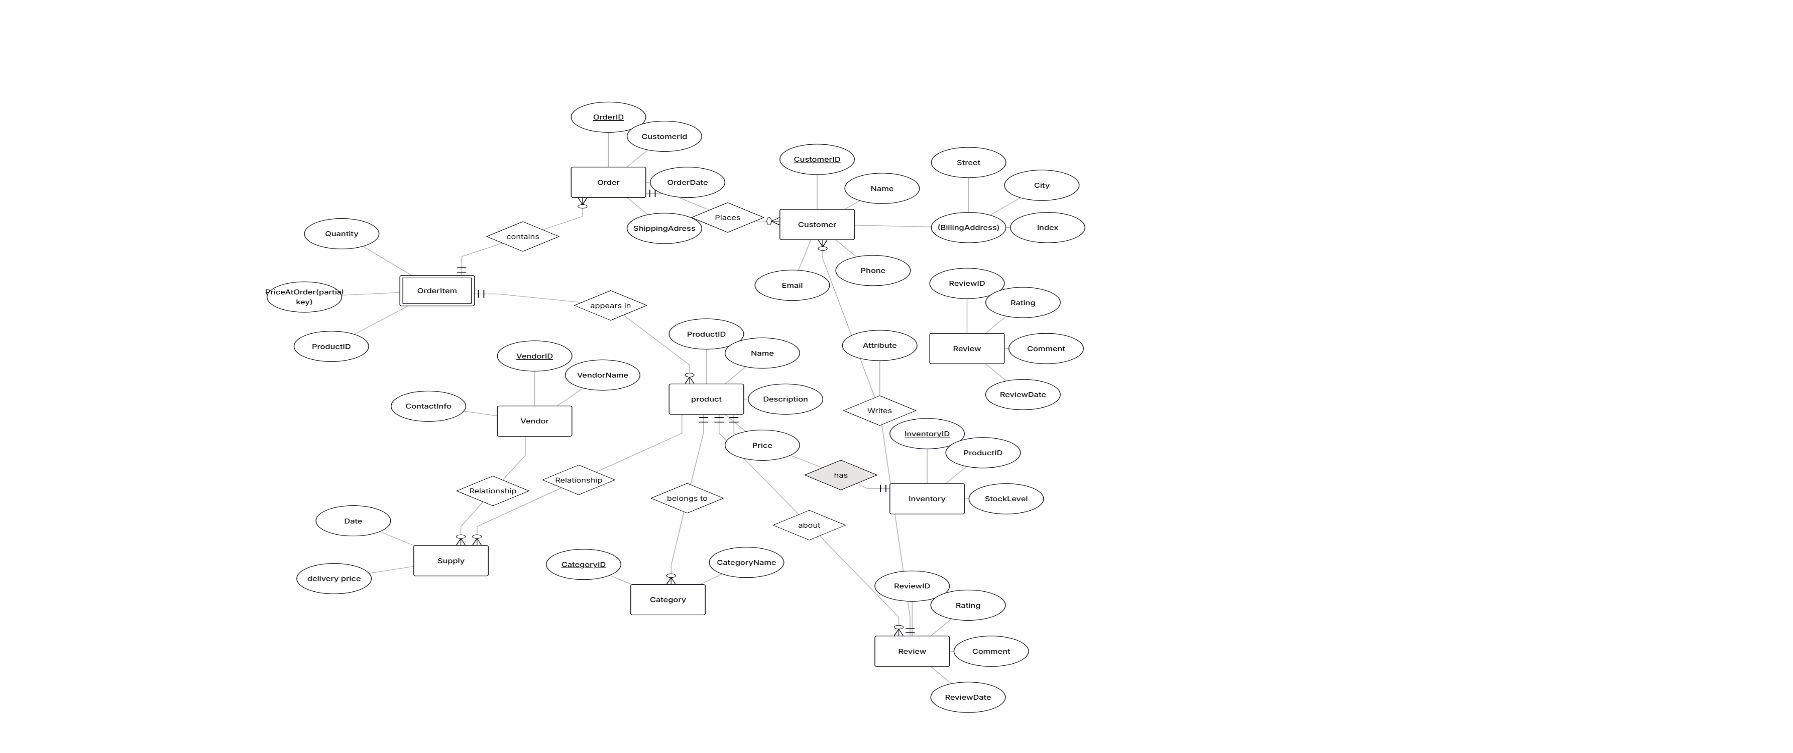 OrderID
CustomerId
Order
OrderDate
ShippingAdress
Places
CustomerID
Name
Customer
Email
Phone
Street
City
(BillingAddress)
Index
contains
Quantity
OrderItem
PriceAtOrder(partial
key)
ProductID
appears in
ReviewID
Rating
Review
Comment
ReviewDate
Attribute
Writes
ProductID
Name
product
Description
Price
VendorID
VendorName
ContactInfo
Vendor
Relationship
Relationship
belongs to
has
about
InventoryID
ProductID
Inventory
StockLevel
Date
Supply
delivery price
CategoryID
CategoryName
Category
ReviewID
Rating
Review
Comment
ReviewDate